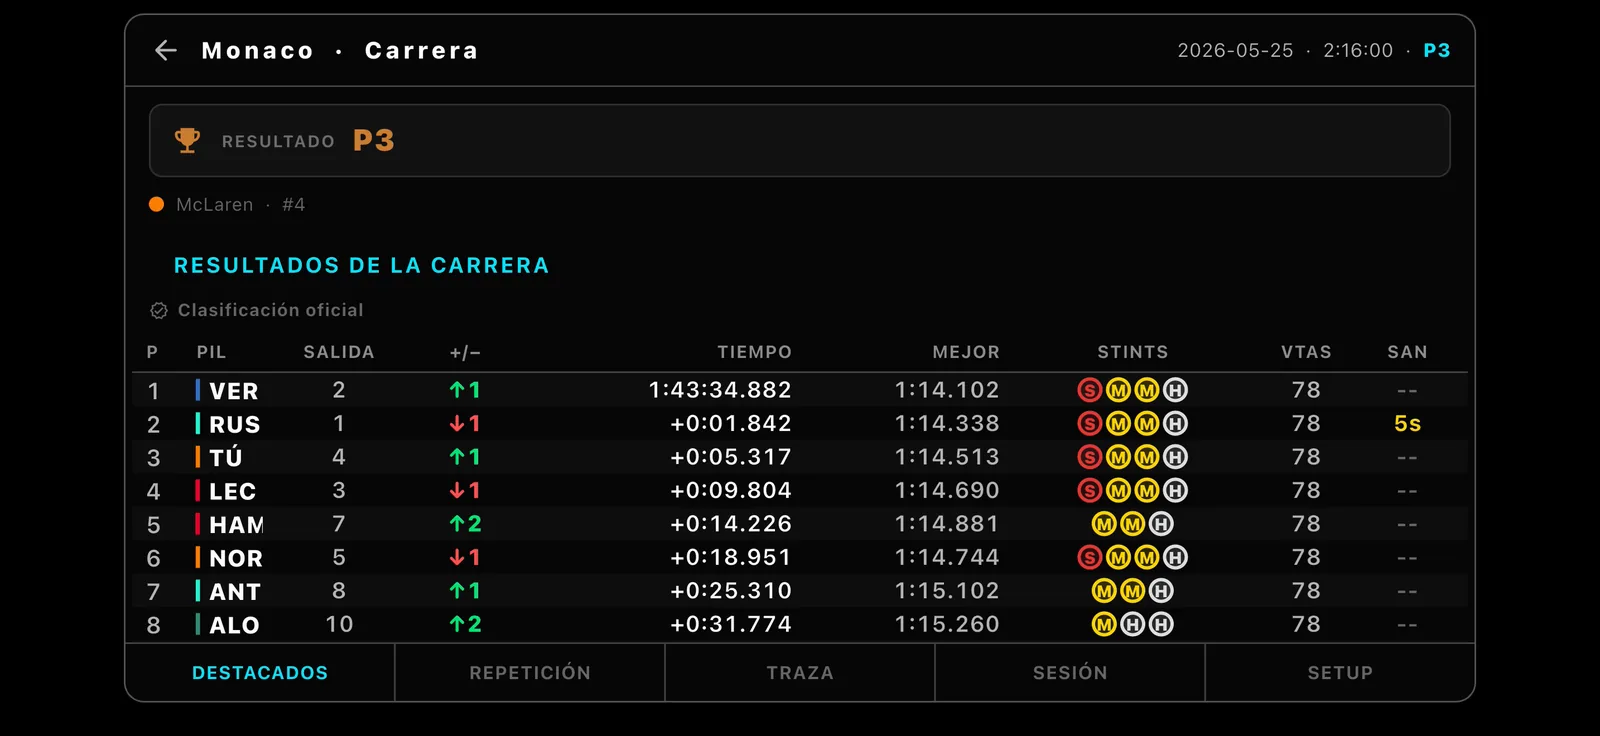 ← Monaco · Carrera 2026-05-25 · 2:16:00 · P3
RESULTADO P3
McLaren · #4
RESULTADOS DE LA CARRERA
Clasificación oficial
P PIL SALIDA +/− TIEMPO MEJOR STINTS VTAS SAN
1 VER 2 ↑1 1:43:34.882 1:14.102 S M M H 78 --
2 RUS 1 ↓1 +0:01.842 1:14.338 S M M H 78 5s
3 TÚ 4 ↑1 +0:05.317 1:14.513 S M M H 78 --
4 LEC 3 ↓1 +0:09.804 1:14.690 S M M H 78 --
5 HAM 7 ↑2 +0:14.226 1:14.881 M M H 78 --
6 NOR 5 ↓1 +0:18.951 1:14.744 S M M H 78 --
7 ANT 8 ↑1 +0:25.310 1:15.102 M M H 78 --
8 ALO 10 ↑2 +0:31.774 1:15.260 M H H 78 --
DESTACADOS REPETICIÓN TRAZA SESIÓN SETUP